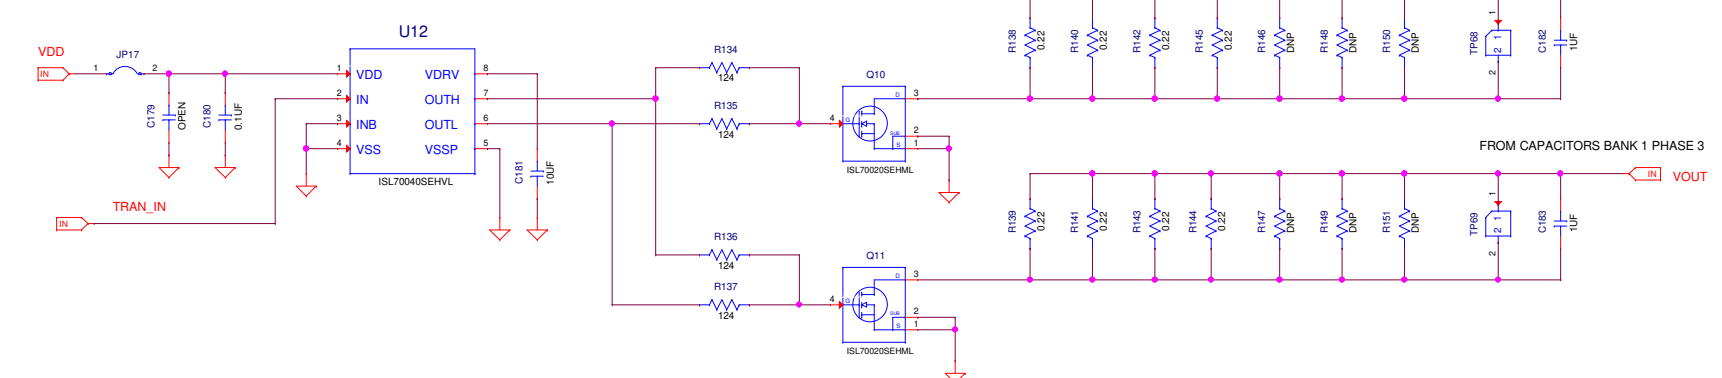 VDD
IN
1
JP17
2
C179
OPEN
C180
0.1UF
TRAN_IN
IN
U12
1 VDD
2 IN
3 INB
4 VSS
VDRV 8
OUTH 7
OUTL 6
VSSP 5
ISL70040SEHVL
C181
10UF
R134
124
R135
124
R136
124
R137
124
Q10
4
G
D
SUB
S
3
2
1
ISL70020SEHML
Q11
4
G
D
SUB
S
3
2
1
ISL70020SEHML
R138
0.22
R140
0.22
R142
0.22
R145
0.22
R146
DNP
R148
DNP
R150
DNP
TP68
1
1
2
2
C182
1UF
FROM CAPACITORS BANK 1 PHASE 3
IN
VOUT
R139
0.22
R141
0.22
R143
0.22
R144
0.22
R147
DNP
R149
DNP
R151
DNP
TP69
1
1
2
2
C183
1UF